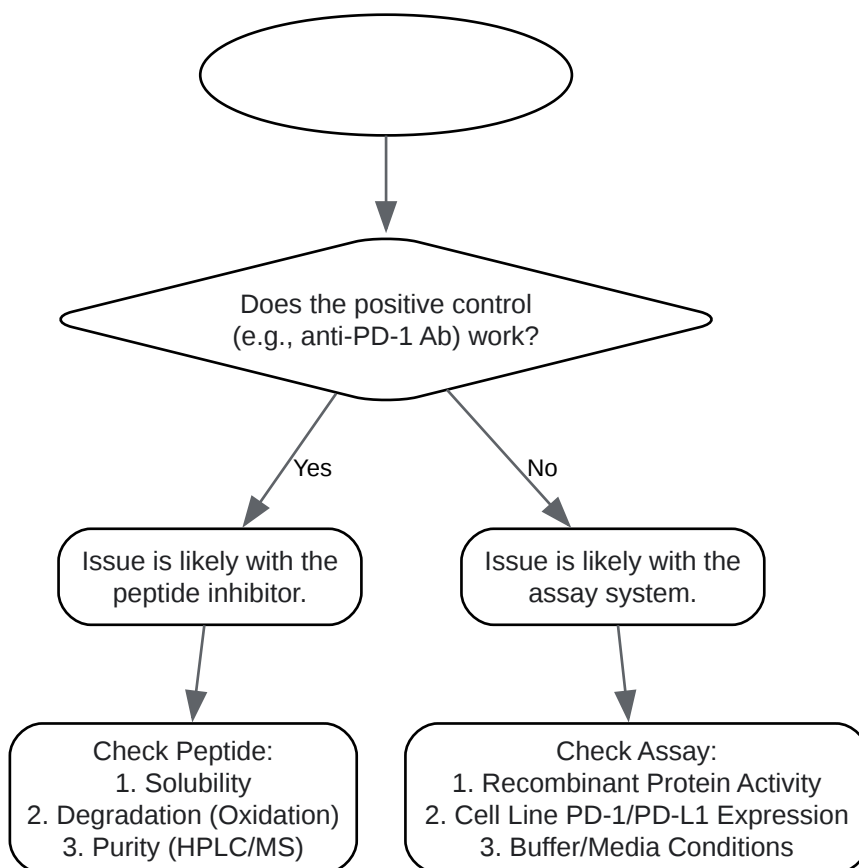 Does the positive control
(e.g., anti-PD-1 Ab) work?
Yes
No
Issue is likely with the
peptide inhibitor.
Issue is likely with the
assay system.
Check Peptide:
1. Solubility
2. Degradation (Oxidation)
3. Purity (HPLC/MS)
Check Assay:
1. Recombinant Protein Activity
2. Cell Line PD-1/PD-L1 Expression
3. Buffer/Media Conditions